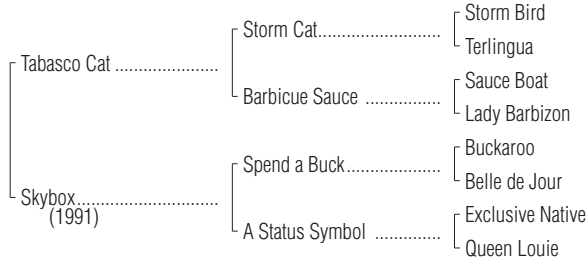 Storm Bird
Storm Cat.................................
Terlingua
Tabasco Cat ......................
Sauce Boat
Barbicue Sauce ................
Lady Barbizon
Buckaroo
Spend a Buck.........................
Belle de Jour
Skybox..............................
(1991)
Exclusive Native
A Status Symbol ..............
Queen Louie